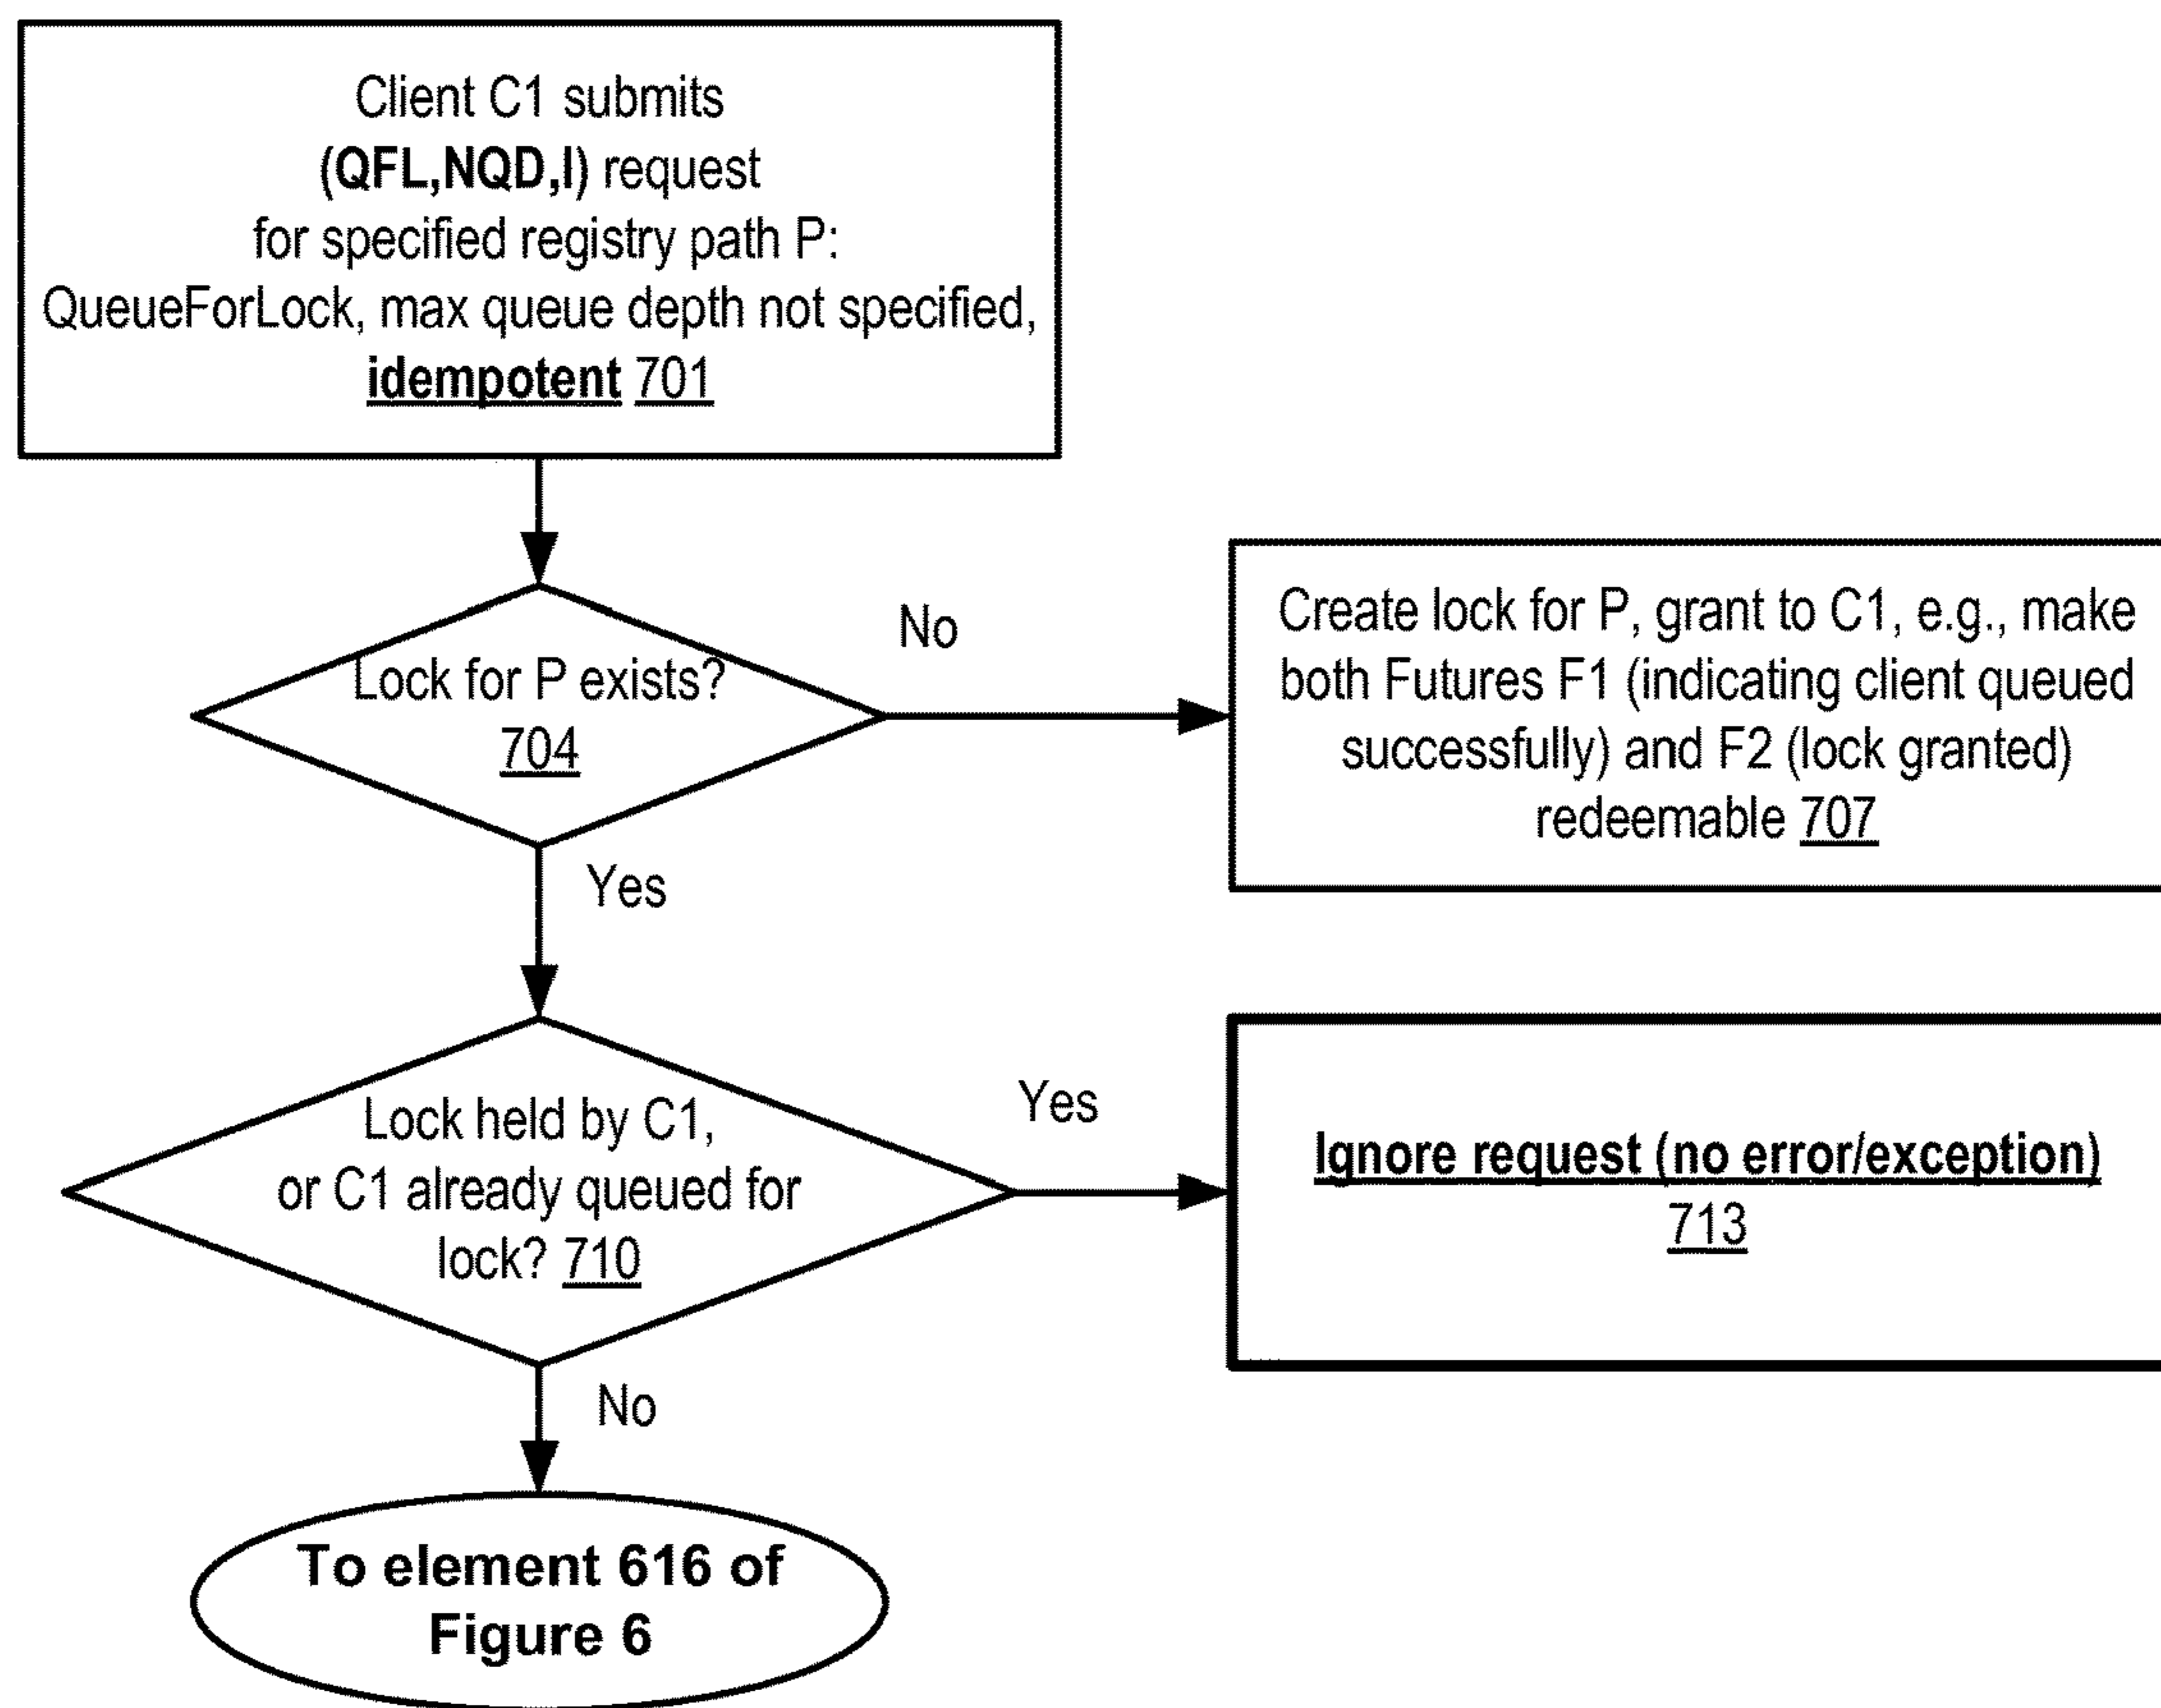 Client C1 submits
(QFL,NQD,I) request
for specified registry path P:
QueueForLock, max queue depth not specified,
idempotent 701
Lock for P exists?
704
No
Create lock for P, grant to C1, e.g., make
both Futures F1 (indicating client queued
successfully) and F2 (lock granted)
redeemable 707
Yes
Lock held by C1,
or C1 already queued for
lock? 710
Yes
Ignore request (no error/exception)
713
No
To element 616 of
Figure 6